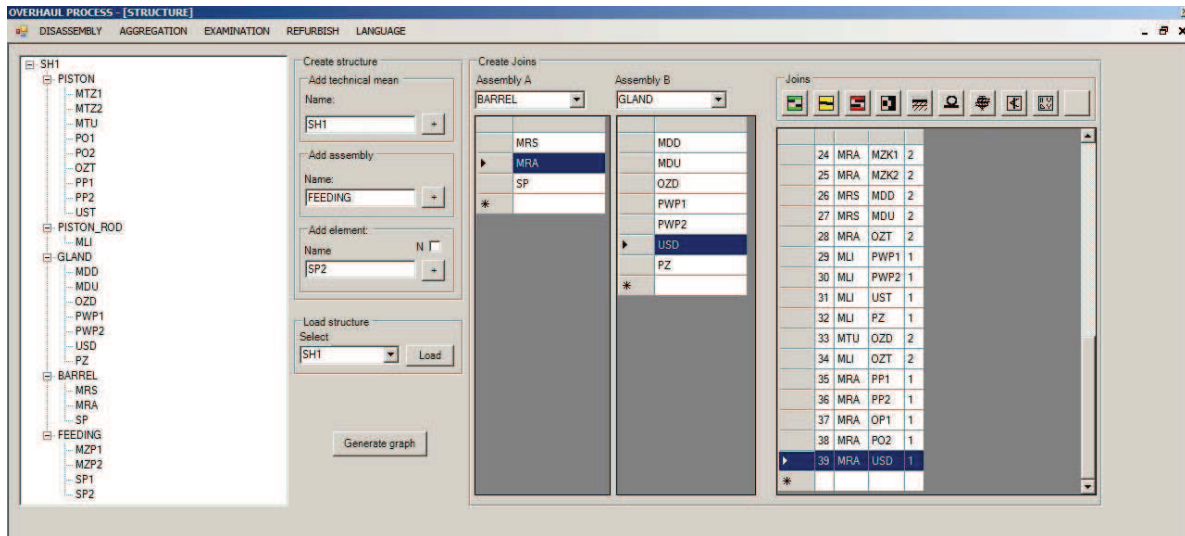 OVERHAUL PROCESS - [STRUCTURE]
DISASSEMBLY AGGREGATION EXAMINATION REFURBISH LANGUAGE
SH1
PISTON
MTZ1
MTZ2
MTU
PO1
PO2
OZT
PP1
PP2
UST
PISTON_ROD
MLI
GLAND
MDD
MDU
OZD
PWP1
PWP2
USD
PZ
BARREL
MRS
MRA
SP
FEEDING
MZP1
MZP2
SP1
SP2
Create structure
Add technical mean
Name:
SH1 +
Add assembly
Name:
FEEDING +
Add element:
Name N
SP2 +
Load structure
Select
SH1 Load
Generate graph
Create Joins
Assembly A
BARREL
MRS
MRA
SP
*
Assembly B
GLAND
MDD
MDU
OZD
PWP1
PWP2
USD
PZ
*
Joins
24 MRA MZK1 2
25 MRA MZK2 2
26 MRS MDD 2
27 MRS MDU 2
28 MRA OZT 2
29 MLI PWP1 1
30 MLI PWP2 1
31 MLI UST 1
32 MLI PZ 1
33 MTU OZD 2
34 MLI OZT 2
35 MRA PP1 1
36 MRA PP2 1
37 MRA OP1 1
38 MRA PO2 1
39 MRA USD 1
*